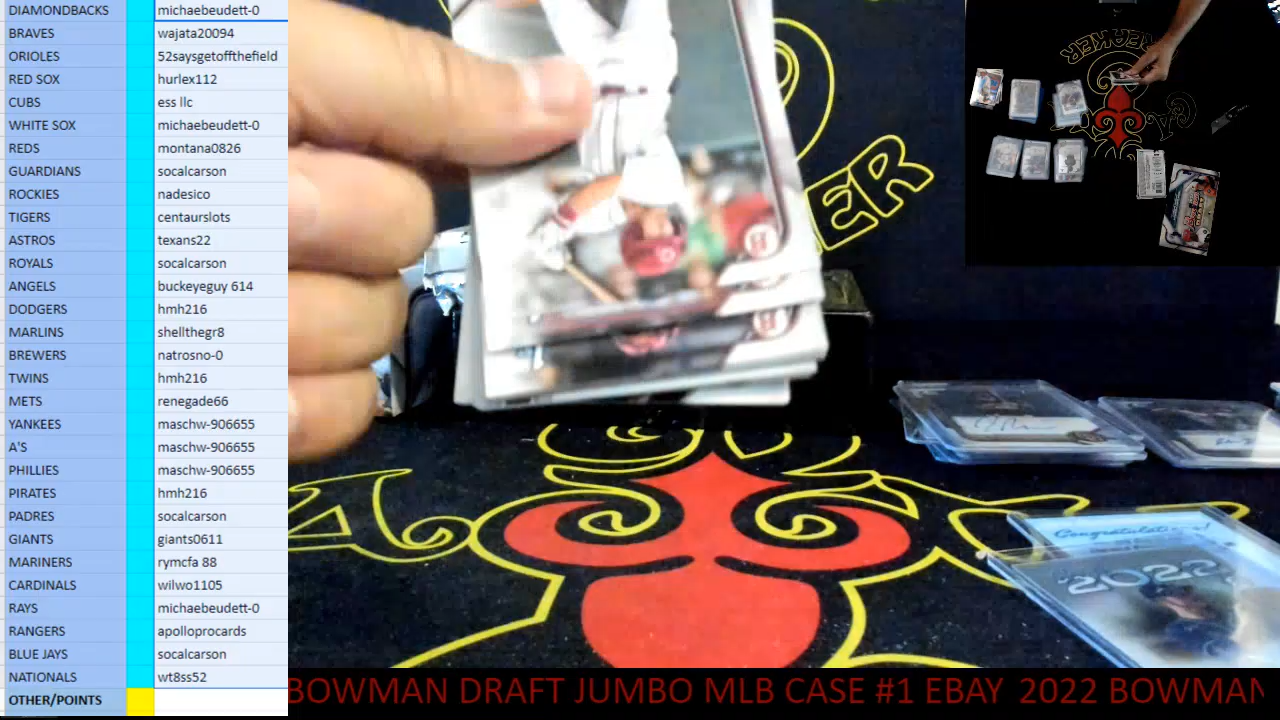 DIAMONDBACKS michaebeudett-0
BRAVES wajata20094
ORIOLES 52saysgetoffthefield
RED SOX hurlex112
CUBS ess llc
WHITE SOX michaebeudett-0
REDS montana0826
GUARDIANS socalcarson
ROCKIES nadesico
TIGERS centaurslots
ASTROS texans22
ROYALS socalcarson
ANGELS buckeyeguy 614
DODGERS hmh216
MARLINS shellthegr8
BREWERS natrosno-0
TWINS hmh216
METS renegade66
YANKEES maschw-906655
A'S maschw-906655
PHILLIES maschw-906655
PIRATES hmh216
PADRES socalcarson
GIANTS giants0611
MARINERS rymcfa 88
CARDINALS wilwo1105
RAYS michaebeudett-0
RANGERS apolloprocards
BLUE JAYS socalcarson
NATIONALS wt8ss52
OTHER/POINTS
ER
Congratulations!
2022
BOWMAN DRAFT JUMBO MLB CASE #1 EBAY 2022 BOWMAN